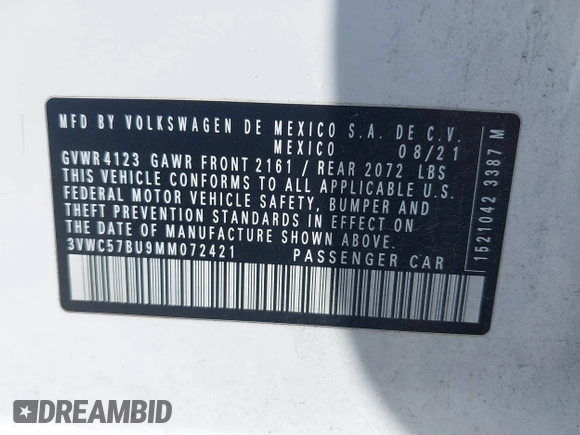 MFD BY VOLKSWAGEN DE MEXICO S.A. DE C.V.
MEXICO 08/21
GVWR 4123 GAWR FRONT 2161 / REAR 2072 LBS
THIS VEHICLE CONFORMS TO ALL APPLICABLE U.S.
FEDERAL MOTOR VEHICLE SAFETY, BUMPER AND
THEFT PREVENTION STANDARDS IN EFFECT ON
THE DATE OF MANUFACTURE SHOWN ABOVE
3VWC57BU9MM072421 PASSENGER CAR
1521042 3387 M
DREAMBID